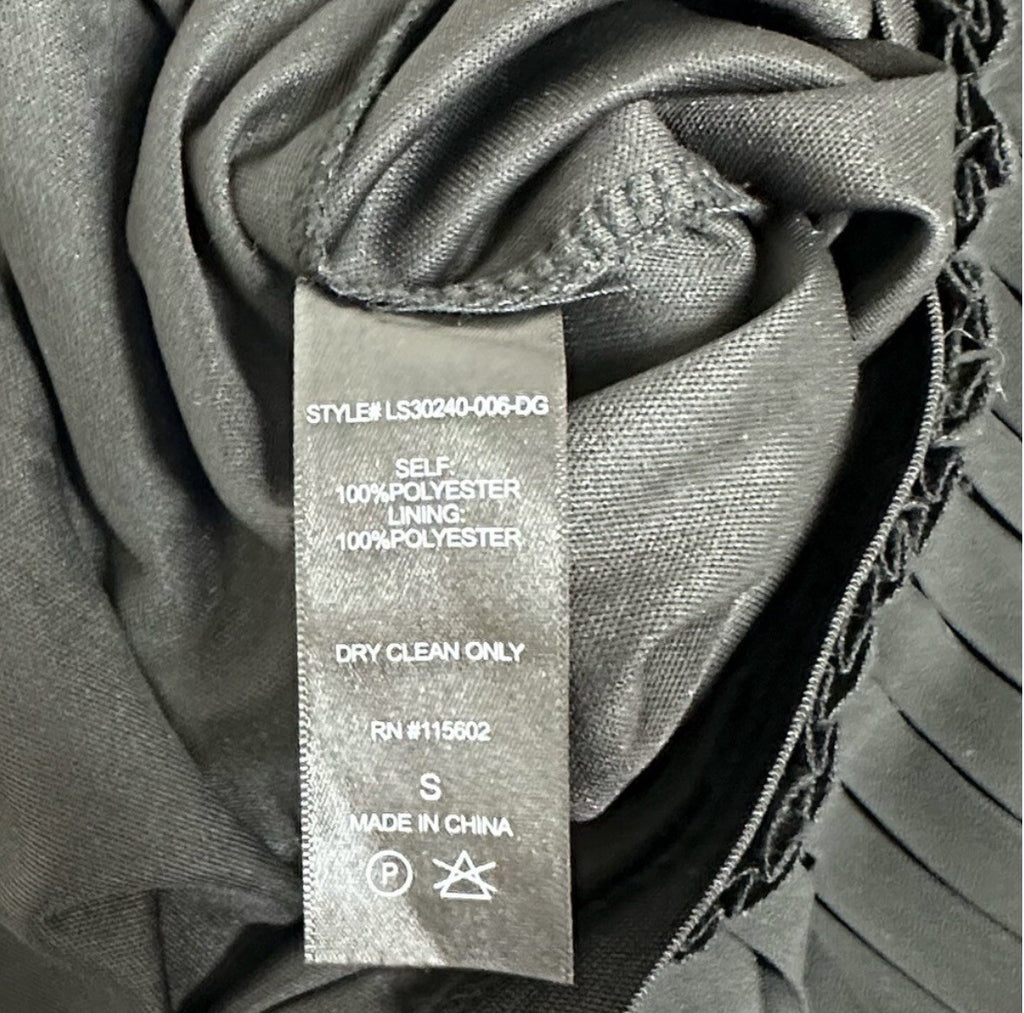 STYLE# LS30240-006-DG
SELF:
100%POLYESTER
LINING:
100%POLYESTER
DRY CLEAN ONLY
RN #115602
S
MADE IN CHINA
P